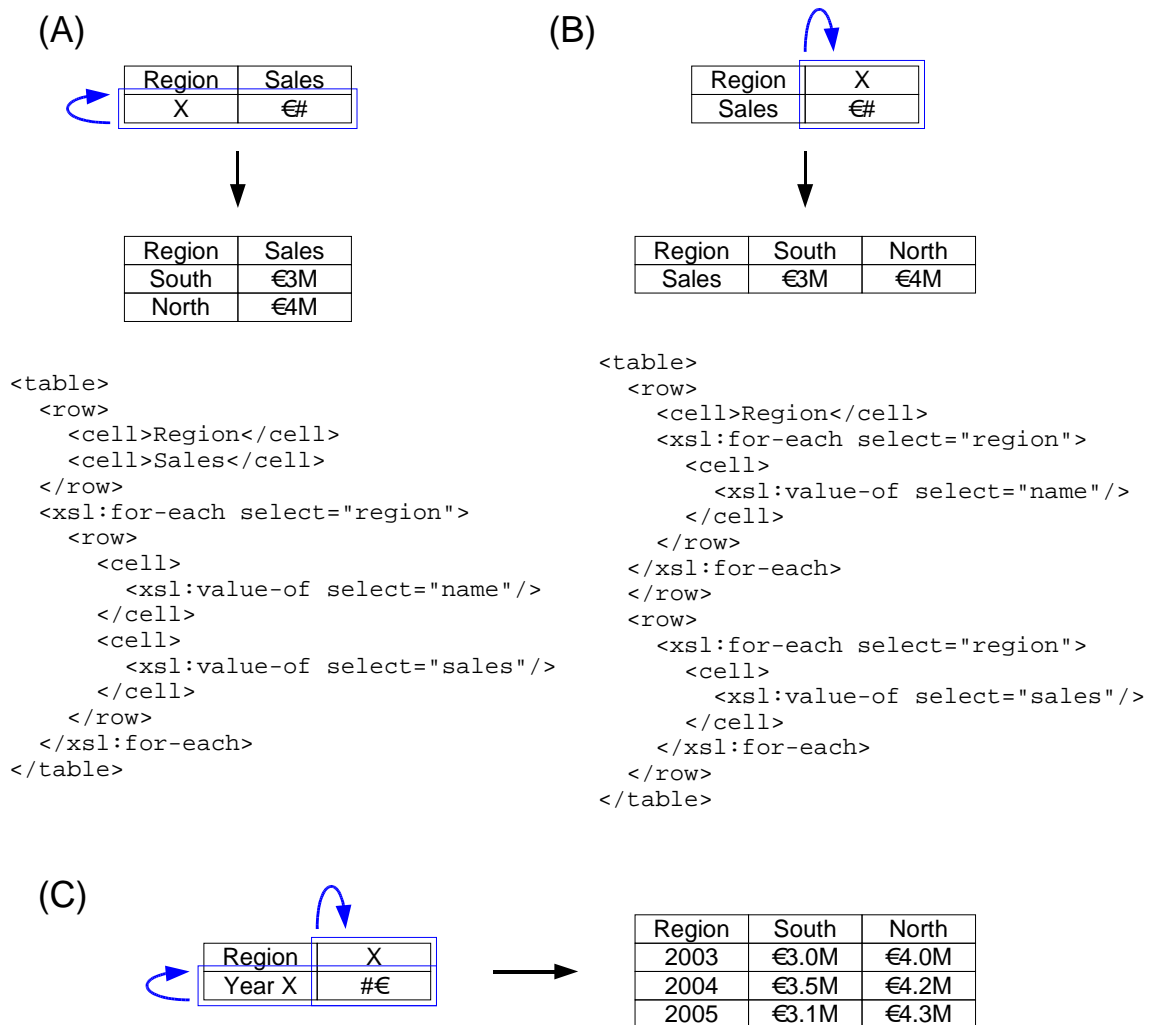 (A)
Region Sales
X €#
Region Sales
South €3M
North €4M
<table>
  <row>
    <cell>Region</cell>
    <cell>Sales</cell>
  </row>
  <xsl:for-each select="region">
    <row>
      <cell>
        <xsl:value-of select="name"/>
      </cell>
      <cell>
        <xsl:value-of select="sales"/>
      </cell>
    </row>
  </xsl:for-each>
</table>
(B)
Region X
Sales €#
Region South North
Sales €3M €4M
<table>
  <row>
    <cell>Region</cell>
    <xsl:for-each select="region">
      <cell>
        <xsl:value-of select="name"/>
      </cell>
    </row>
  </xsl:for-each>
  </row>
  <row>
    <xsl:for-each select="region">
      <cell>
        <xsl:value-of select="sales"/>
      </cell>
    </xsl:for-each>
  </row>
</table>
(C)
Region X
Year X #€
Region South North
2003 €3.0M €4.0M
2004 €3.5M €4.2M
2005 €3.1M €4.3M